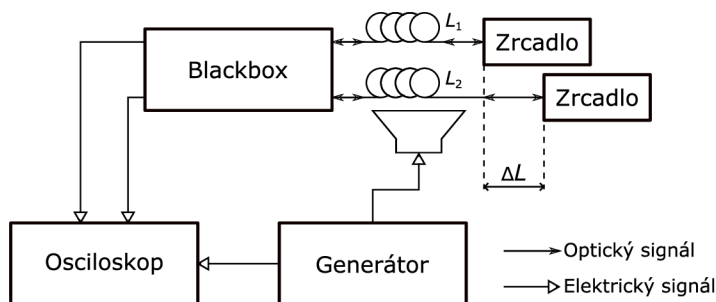 L1
Zrcadlo
Blackbox
L2
Zrcadlo
ΔL
Osciloskop
Generátor
Optický signál
Elektrický signál